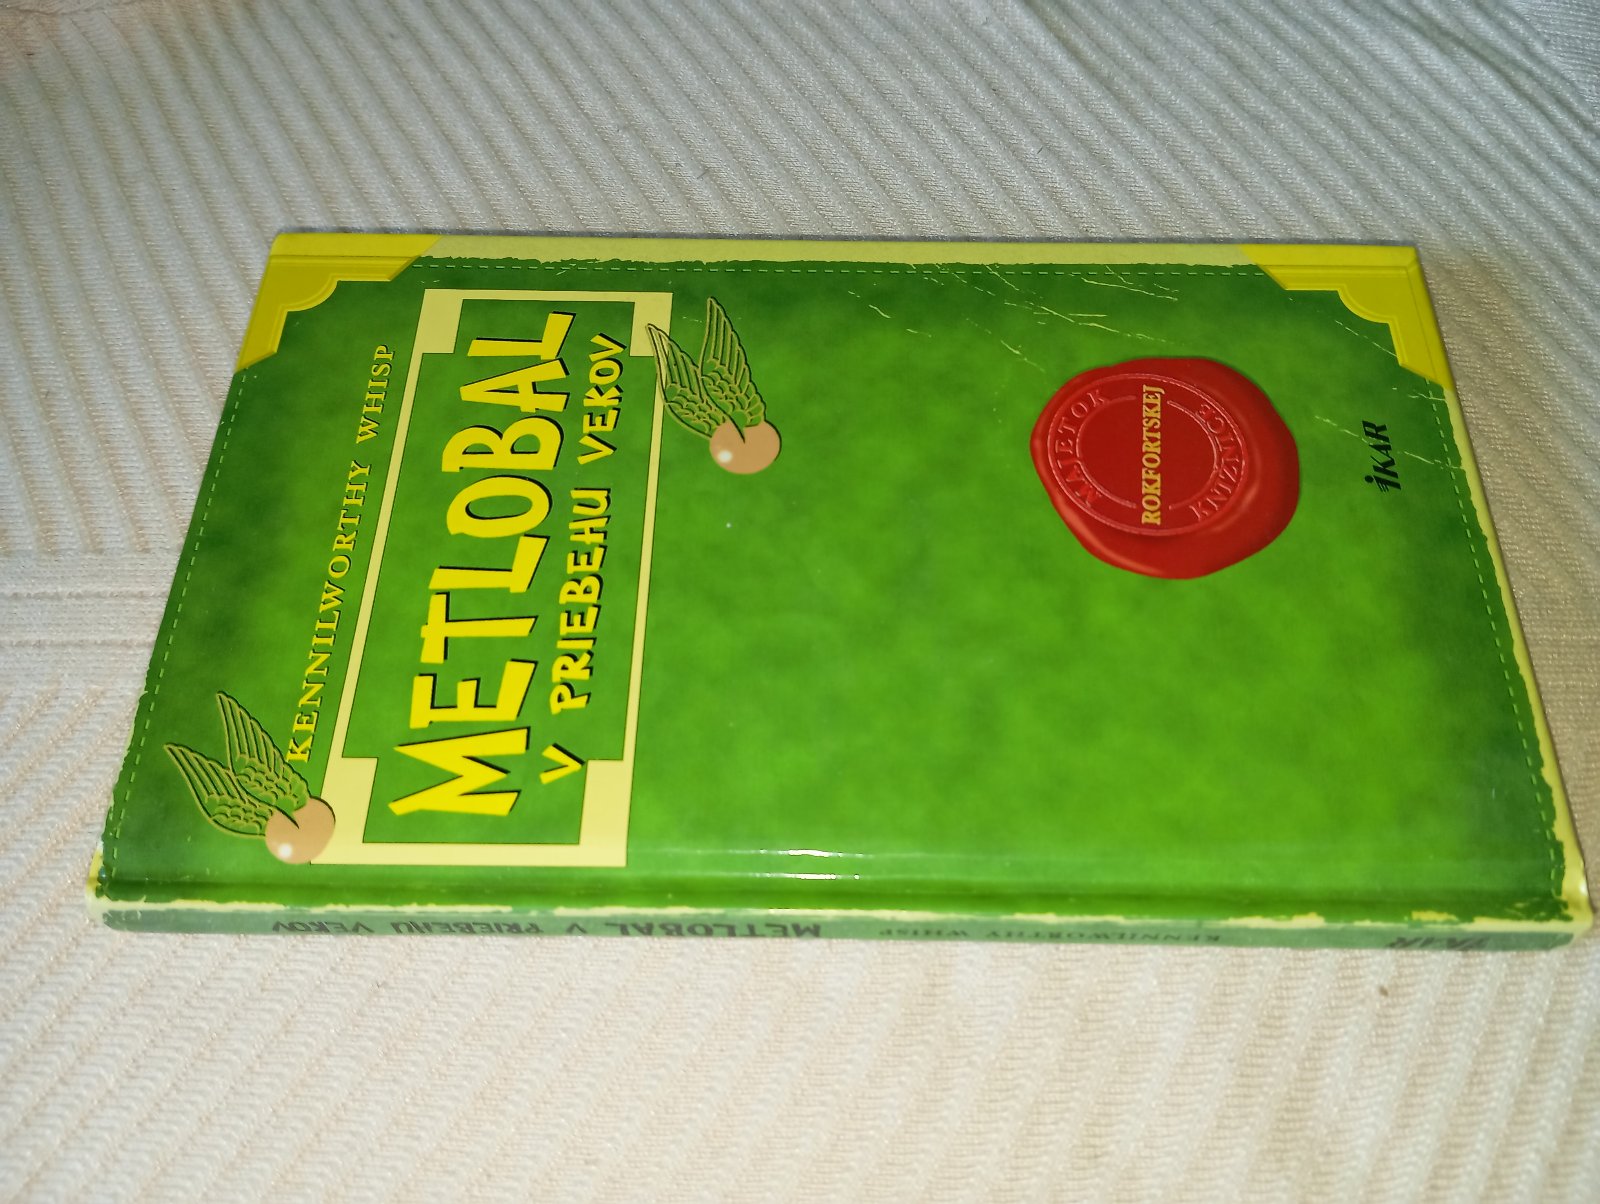 KENNILWORTHY WHISP
METLOBAL
V PRIEBEHU VEKOV
MAJETOK
ROKFORTSKEJ
KNIŽNICE
IKAR
METLOBAL V PRIEBEHU VEKOV
KENNILWORTHY WHISP
IKAR